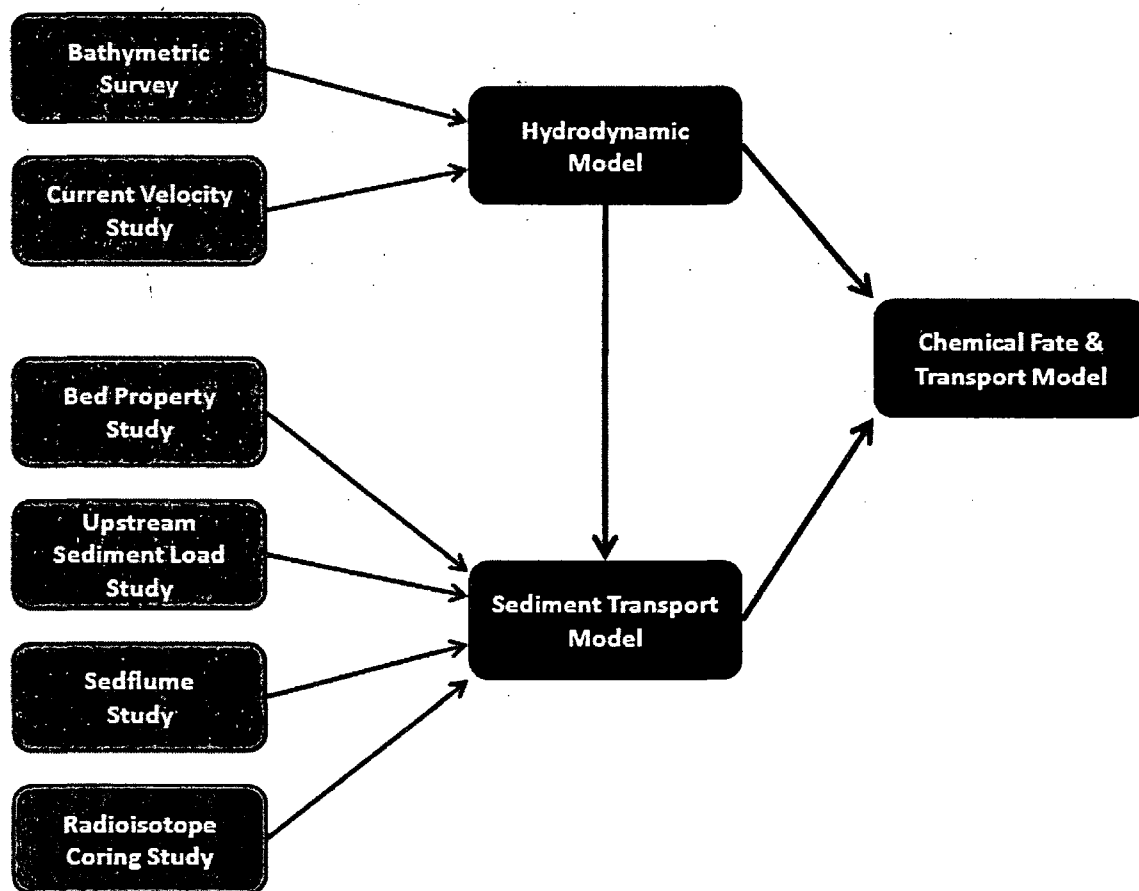 Bathymetric
Survey
Current Velocity
Study
Hydrodynamic
Model
Chemical Fate &
Transport Model
Bed Property
Study
Upstream
Sediment Load
Study
Sedflume
Study
Radioisotope
Coring Study
Sediment Transport
Model